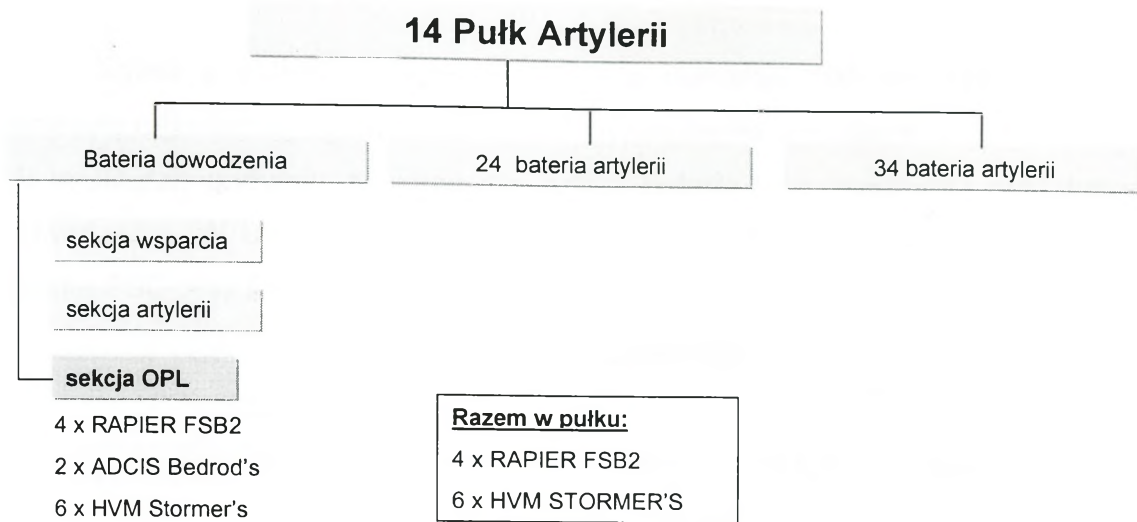 14 Pułk Artylerii
Bateria dowodzenia
24 bateria artylerii
34 bateria artylerii
sekcja wsparcia
sekcja artylerii
sekcja OPL
4 x RAPIER FSB2
2 x ADCIS Bedrod's
6 x HVM Stormer's
Razem w pułku:
4 x RAPIER FSB2
6 x HVM STORMER'S